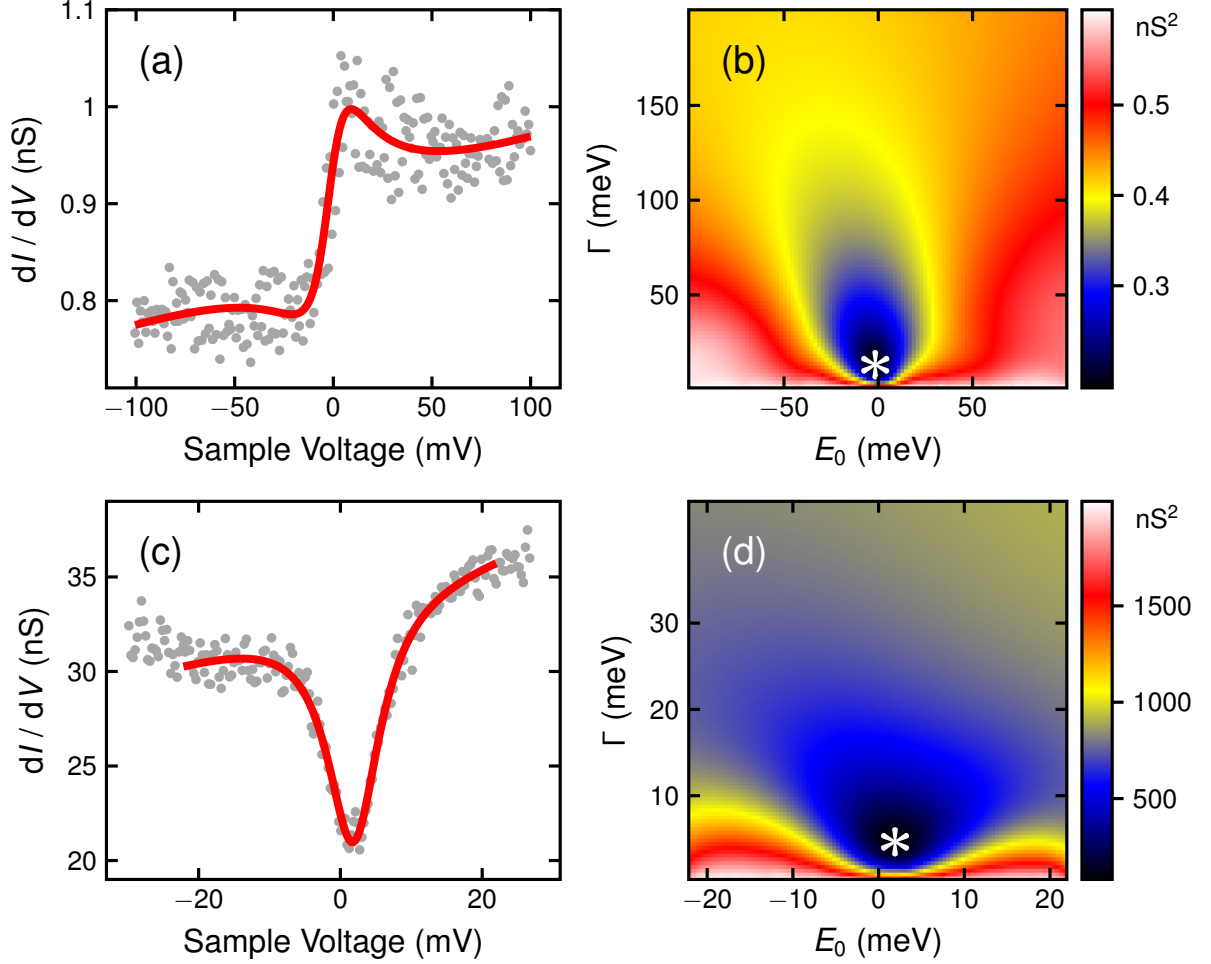 (a)
1.1
1
0.9
0.8
dI / dV (nS)
−100
−50
0
50
100
Sample Voltage (mV)
(b)
150
100
50
Γ (meV)
−50
0
50
E0 (meV)
*
nS²
0.5
0.4
0.3
(c)
35
30
25
20
dI / dV (nS)
−20
0
20
Sample Voltage (mV)
(d)
30
20
10
Γ (meV)
−20
−10
0
10
20
E0 (meV)
*
nS²
1500
1000
500